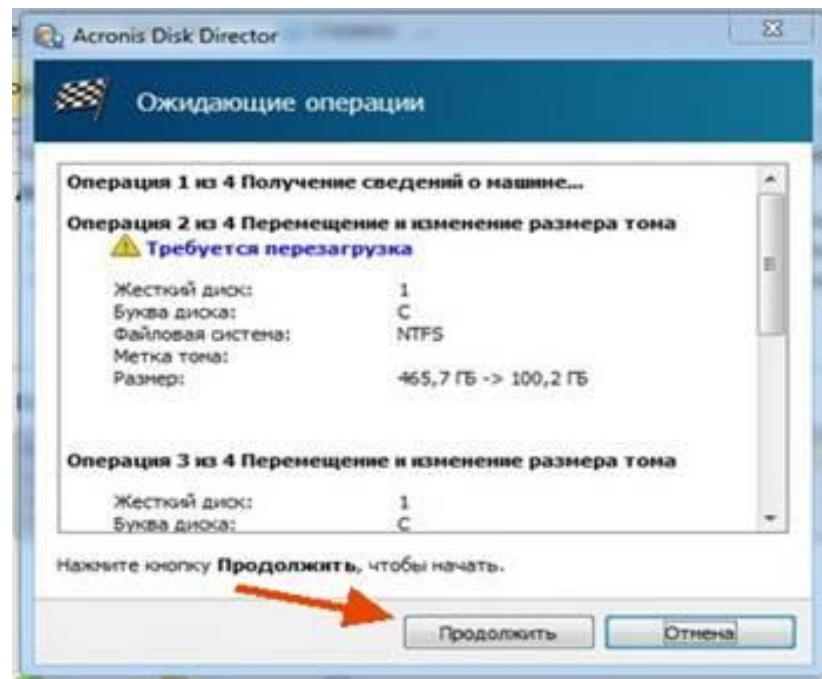 Acronis Disk Director
Ожидающие операции
Операция 1 из 4 Получение сведений о машине...
Операция 2 из 4 Перемещение и изменение размера тома
Требуется перезагрузка
Жесткий диск: 1
Буква диска: C
Файловая система: NTFS
Метка тома:
Размер: 465,7 ГБ -> 100,2 ГБ
Операция 3 из 4 Перемещение и изменение размера тома
Жесткий диск: 1
Буква диска: C
Нажмите кнопку Продолжить, чтобы начать.
Продолжить Отмена